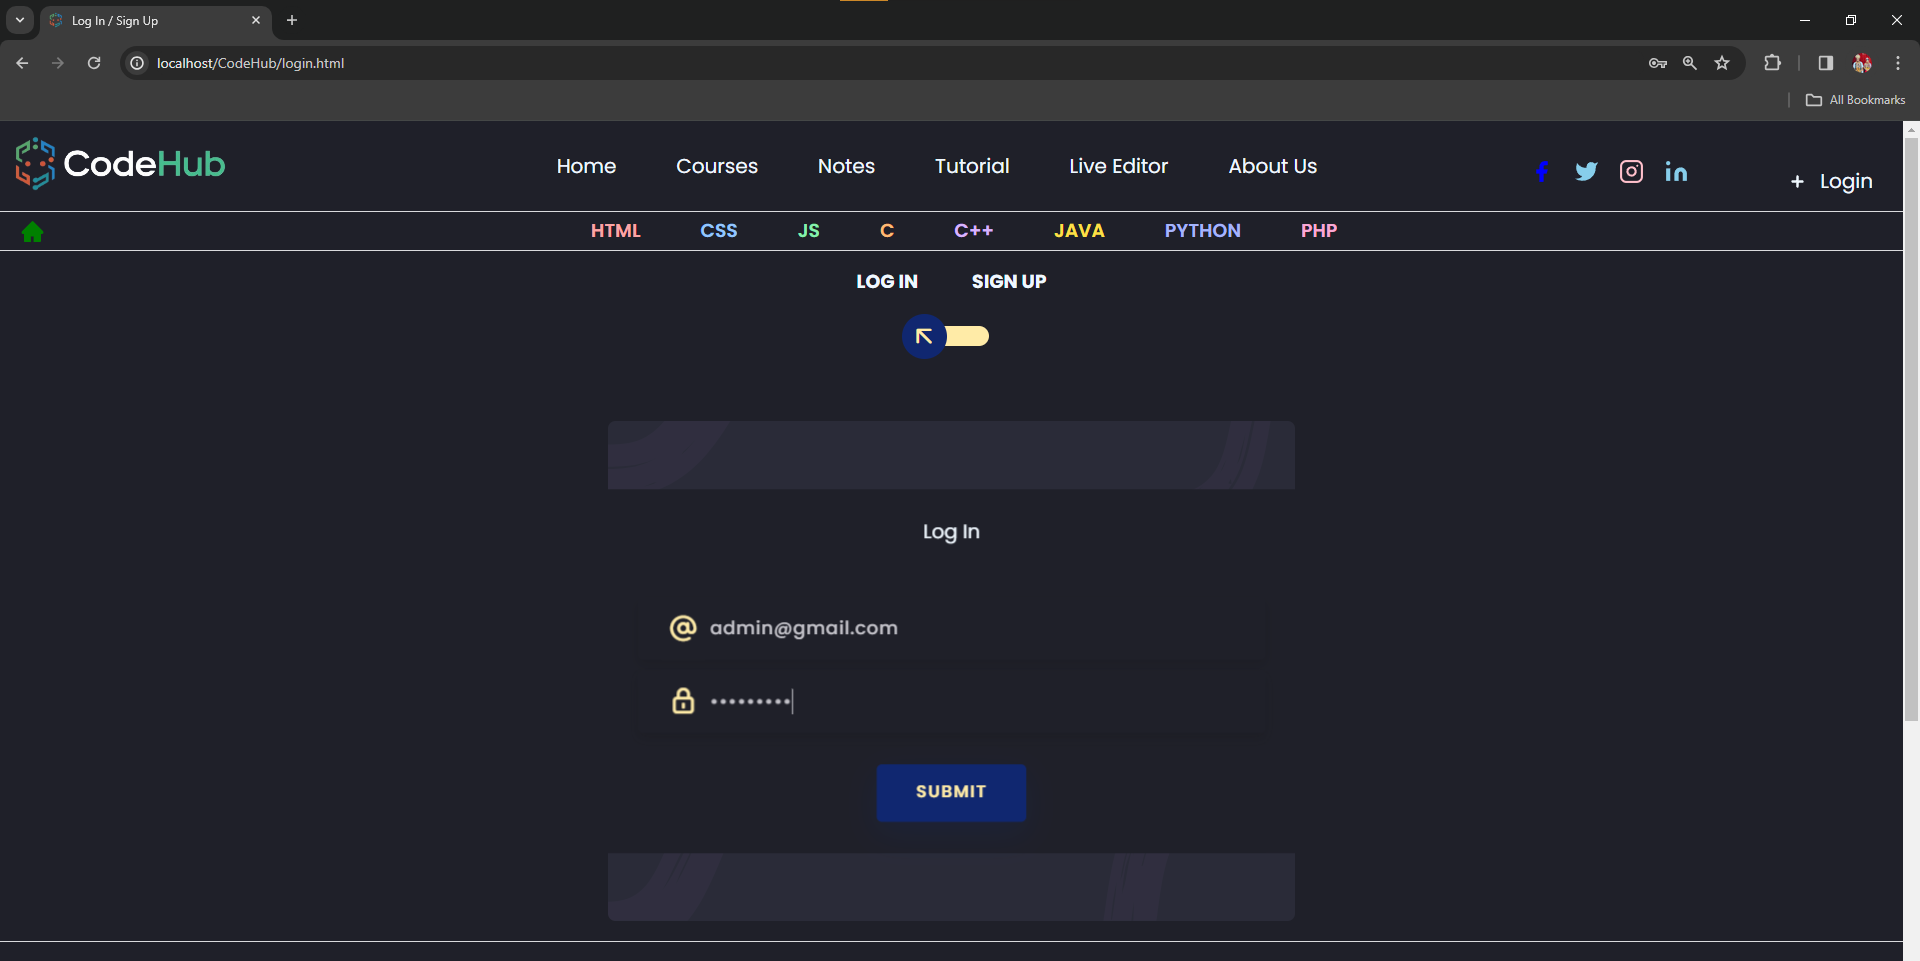 Log In / Sign Up
localhost/CodeHub/login.html
All Bookmarks
CodeHub
Home Courses Notes Tutorial Live Editor About Us
+ Login
HTML CSS JS C C++ JAVA PYTHON PHP
LOG IN SIGN UP
Log In
@ admin@gmail.com
•••••••••
SUBMIT